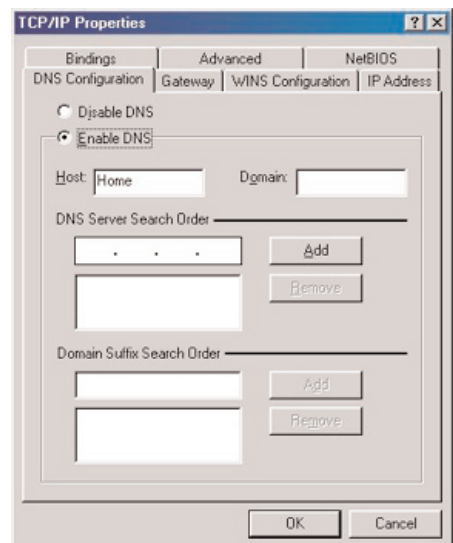 TCP/IP Properties
Bindings Advanced NetBIOS
DNS Configuration Gateway WINS Configuration IP Address
Disable DNS
Enable DNS
Host: Home Domain:
DNS Server Search Order
. . .
Add
Remove
Domain Suffix Search Order
Add
Remove
OK Cancel